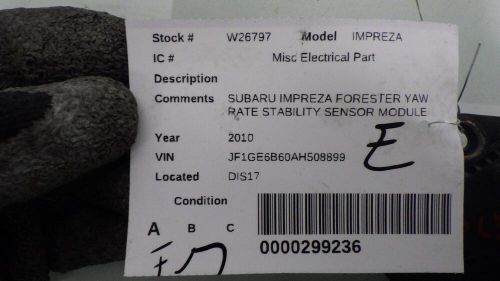 Stock # W26797 Model IMPREZA
IC # Misc Electrical Part
Description
Comments SUBARU IMPREZA FORESTER YAW
RATE STABILITY SENSOR MODULE
Year 2010
VIN JF1GE6B60AH508899
Located DIS17
E
Condition
A B C
0000299236